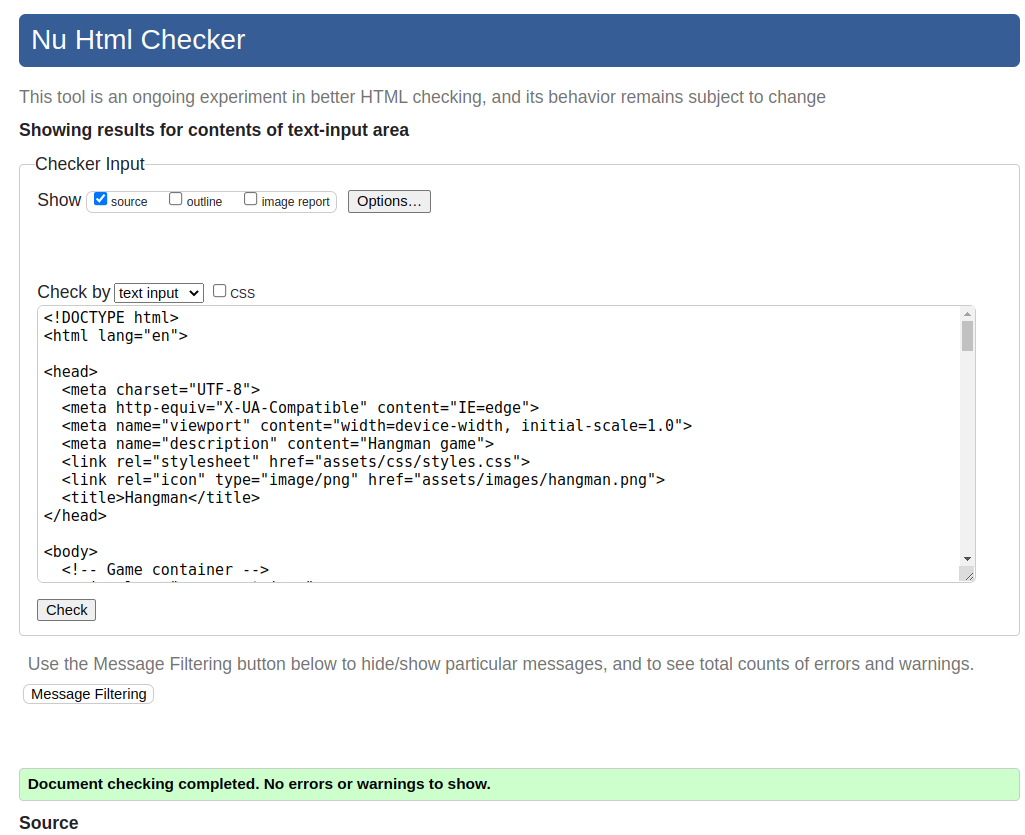 Nu Html Checker
This tool is an ongoing experiment in better HTML checking, and its behavior remains subject to change
Showing results for contents of text-input area
Checker Input
Show source outline image report Options…
Check by text input CSS
<!DOCTYPE html>
<html lang="en">
<head>
<meta charset="UTF-8">
<meta http-equiv="X-UA-Compatible" content="IE=edge">
<meta name="viewport" content="width=device-width, initial-scale=1.0">
<meta name="description" content="Hangman game">
<link rel="stylesheet" href="assets/css/styles.css">
<link rel="icon" type="image/png" href="assets/images/hangman.png">
<title>Hangman</title>
</head>
<body>
<!-- Game container -->
Check
Use the Message Filtering button below to hide/show particular messages, and to see total counts of errors and warnings.
Message Filtering
Document checking completed. No errors or warnings to show.
Source